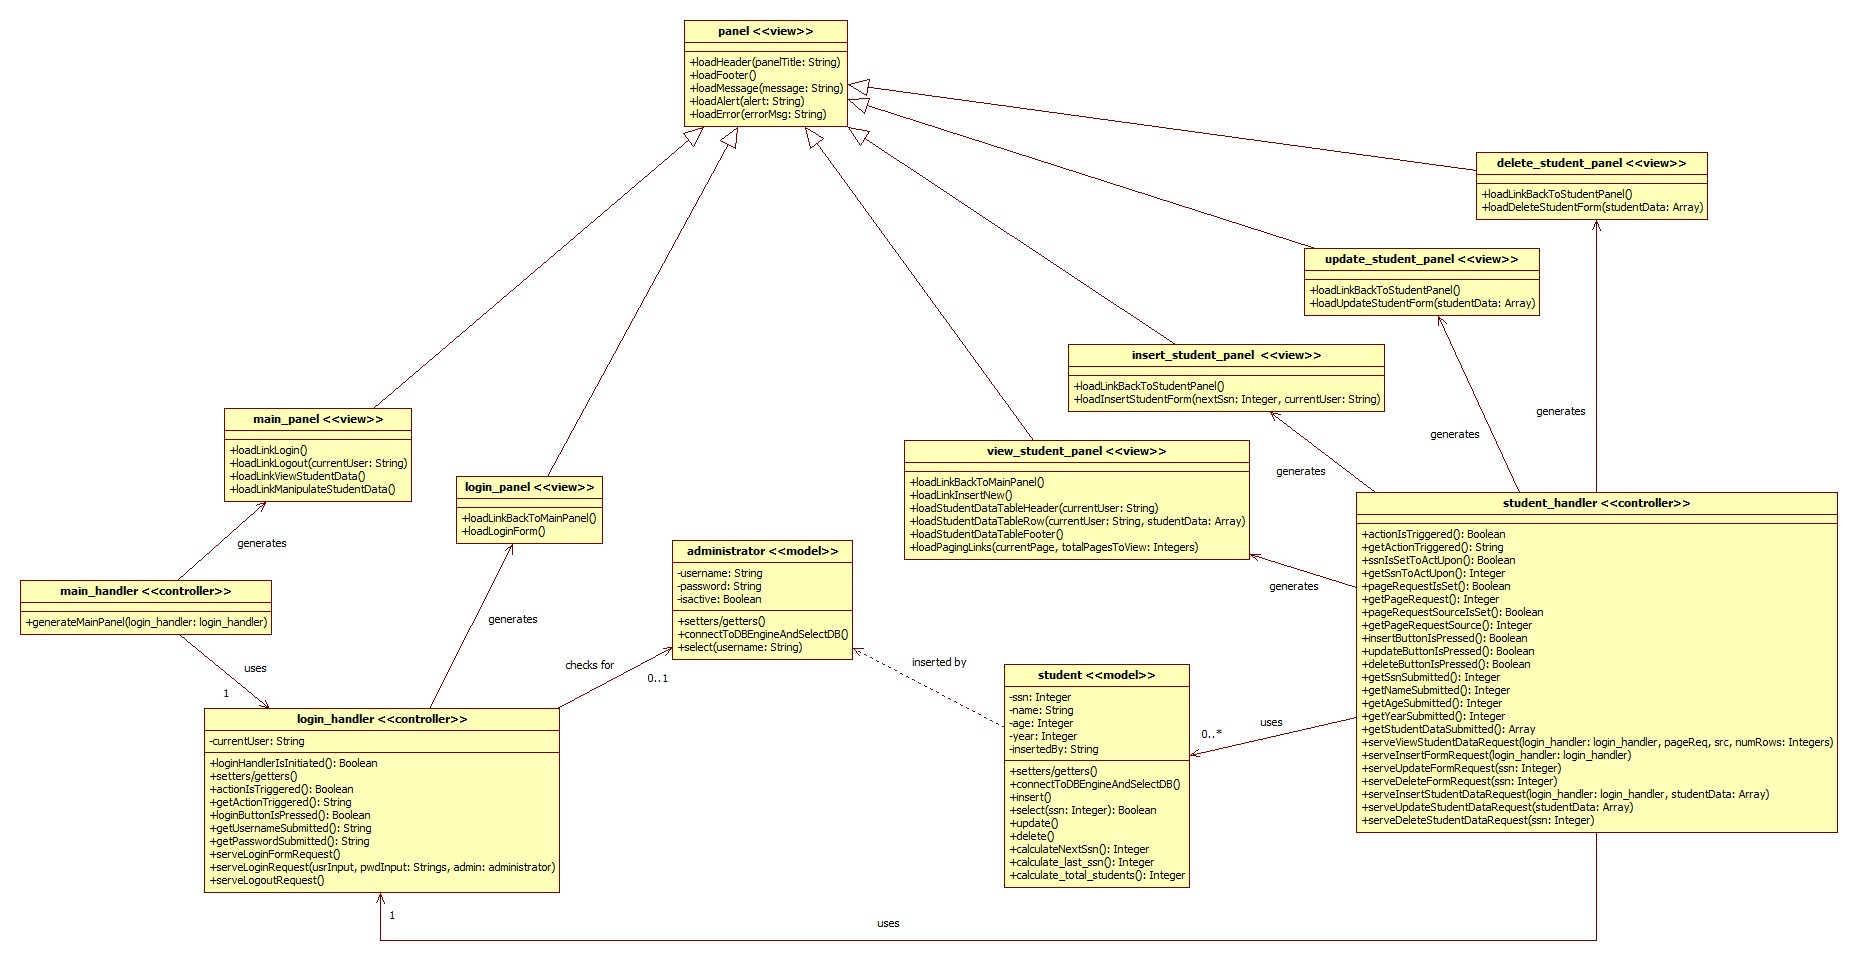 panel <<view>>
+loadHeader(panelTitle: String)
+loadFooter()
+loadMessage(message: String)
+loadAlert(alert: String)
+loadError(errorMsg: String)
delete_student_panel <<view>>
+loadLinkBackToStudentPanel()
+loadDeleteStudentForm(studentData: Array)
update_student_panel <<view>>
+loadLinkBackToStudentPanel()
+loadUpdateStudentForm(studentData: Array)
insert_student_panel <<view>>
+loadLinkBackToStudentPanel()
+loadInsertStudentForm(nextSsn: Integer, currentUser: String)
generates
generates
generates
generates
main_panel <<view>>
+loadLinkLogin()
+loadLinkLogout(currentUser: String)
+loadLinkViewStudentData()
+loadLinkManipulateStudentData()
login_panel <<view>>
+loadLinkBackToMainPanel()
+loadLoginForm()
view_student_panel <<view>>
+loadLinkBackToMainPanel()
+loadLinkInsertNew()
+loadStudentDataTableHeader(currentUser: String)
+loadStudentDataTableRow(currentUser: String, studentData: Array)
+loadStudentDataTableFooter()
+loadPagingLinks(currentPage, totalPagesToView: Integers)
student_handler <<controller>>
+actionIsTriggered(): Boolean
+getActionTriggered(): String
+ssnIsSetToActUpon(): Boolean
+getSsnToActUpon(): Integer
+pageRequestIsSet(): Boolean
+getPageRequest(): Integer
+pageRequestSourceIsSet(): Boolean
+getPageRequestSource(): Integer
+insertButtonIsPressed(): Boolean
+updateButtonIsPressed(): Boolean
+deleteButtonIsPressed(): Boolean
+getSsnSubmitted(): Integer
+getNameSubmitted(): Integer
+getAgeSubmitted(): Integer
+getYearSubmitted(): Integer
+getStudentDataSubmitted(): Array
+serveViewStudentDataRequest(login_handler: login_handler, pageReq, src, numRows: Integers)
+serveInsertFormRequest(login_handler: login_handler)
+serveUpdateFormRequest(ssn: Integer)
+serveDeleteFormRequest(ssn: Integer)
+serveInsertStudentDataRequest(login_handler: login_handler, studentData: Array)
+serveUpdateStudentDataRequest(studentData: Array)
+serveDeleteStudentDataRequest(ssn: Integer)
generates
main_handler <<controller>>
+generateMainPanel(login_handler: login_handler)
uses
1
generates
checks for
0..1
administrator <<model>>
-username: String
-password: String
-isactive: Boolean
+setters/getters()
+connectToDBEngineAndSelectDB()
+select(username: String)
inserted by
student <<model>>
-ssn: Integer
-name: String
-age: Integer
-year: Integer
-insertedBy: String
+setters/getters()
+connectToDBEngineAndSelectDB()
+insert()
+select(ssn: Integer): Boolean
+update()
+delete()
+calculateNextSsn(): Integer
+calculate_last_ssn(): Integer
+calculate_total_students(): Integer
uses
0..*
login_handler <<controller>>
-currentUser: String
+loginHandlerIsInitiated(): Boolean
+setters/getters()
+actionIsTriggered(): Boolean
+getActionTriggered(): String
+loginButtonIsPressed(): Boolean
+getUsernameSubmitted(): String
+getPasswordSubmitted(): String
+serveLoginFormRequest()
+serveLoginRequest(usrInput, pwdInput: Strings, admin: administrator)
+serveLogoutRequest()
1
uses